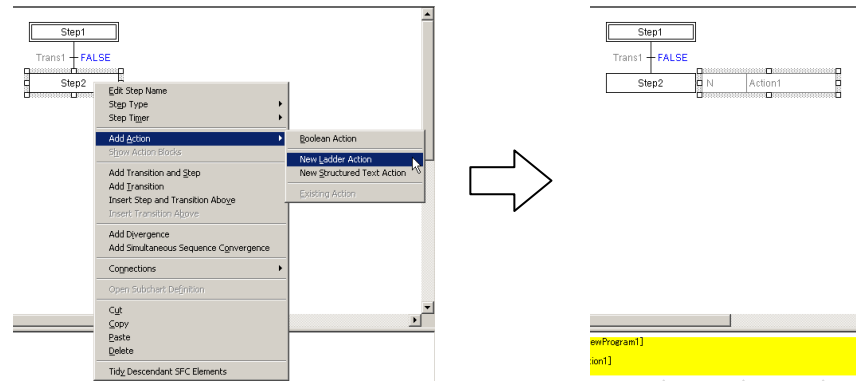 Step1
Trans1
FALSE
Step2
Edit Step Name
Step Type
Step Timer
Add Action
Show Action Blocks
Add Transition and Step
Add Transition
Insert Step and Transition Above
Insert Transition Above
Add Divergence
Add Simultaneous Sequence Convergence
Connections
Open Subchart Definition
Cut
Copy
Paste
Delete
Tidy Descendant SFC Elements
Boolean Action
New Ladder Action
New Structured Text Action
Existing Action
Step1
Trans1
FALSE
Step2
N
Action1
ewProgram1]
ion1]